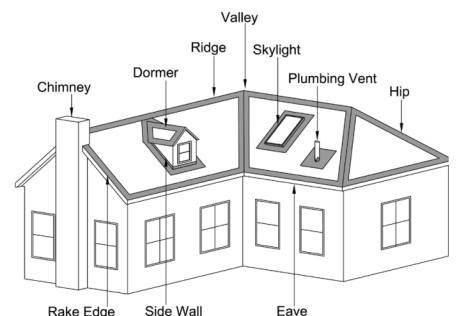 Valley
Ridge
Skylight
Dormer
Plumbing Vent
Chimney
Hip
Rake Edge
Side Wall
Eave